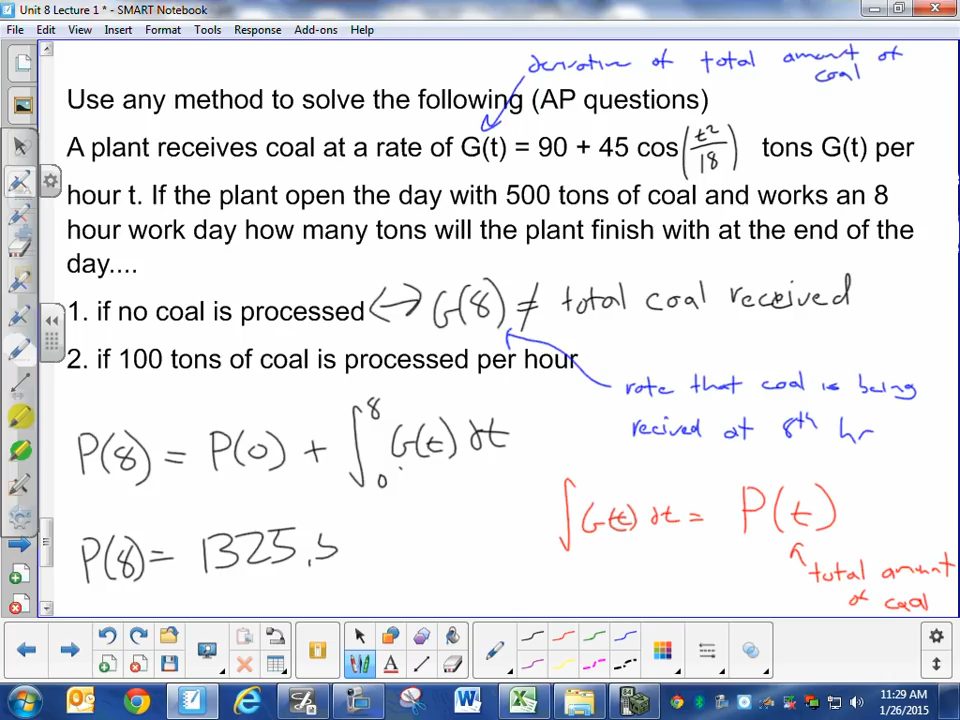 Unit 8 Lecture 1 * - SMART Notebook
File Edit View Insert Format Tools Response Add-ons Help
derivative of total amount of
coal
Use any method to solve the following (AP questions)
A plant receives coal at a rate of G(t) = 90 + 45 cos(t²/18) tons G(t) per
hour t. If the plant open the day with 500 tons of coal and works an 8
hour work day how many tons will the plant finish with at the end of the
day....
1. if no coal is processed ↔ G(8) ≠ total coal received
2. if 100 tons of coal is processed per hour
rate that coal is being
recived at 8th hr
P(8) = P(0) + ∫₀⁸ G(t) dt
∫G(t) dt = P(t)
P(8) = 1325.5
total amount
of coal
11:29 AM
1/26/2015